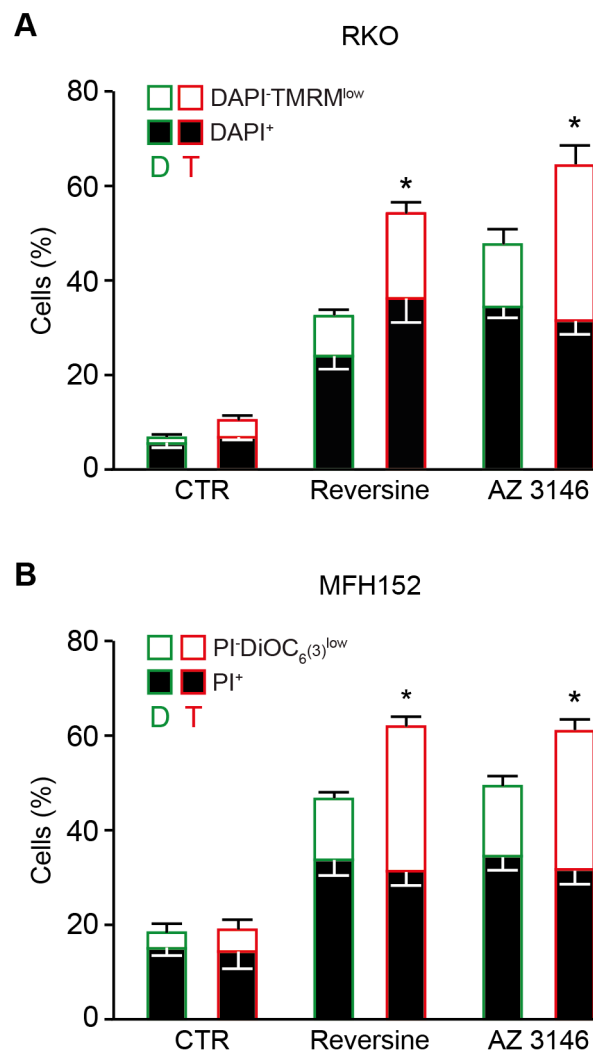 A
RKO
80
60
40
20
0
Cells (%)
DAPI⁻TMRMˡᵒʷ
DAPI⁺
D T
*
*
CTR Reversine AZ 3146
B
MFH152
80
60
40
20
0
Cells (%)
PI⁻DiOC₆₍₃₎ˡᵒʷ
PI⁺
D T
*
*
CTR Reversine AZ 3146